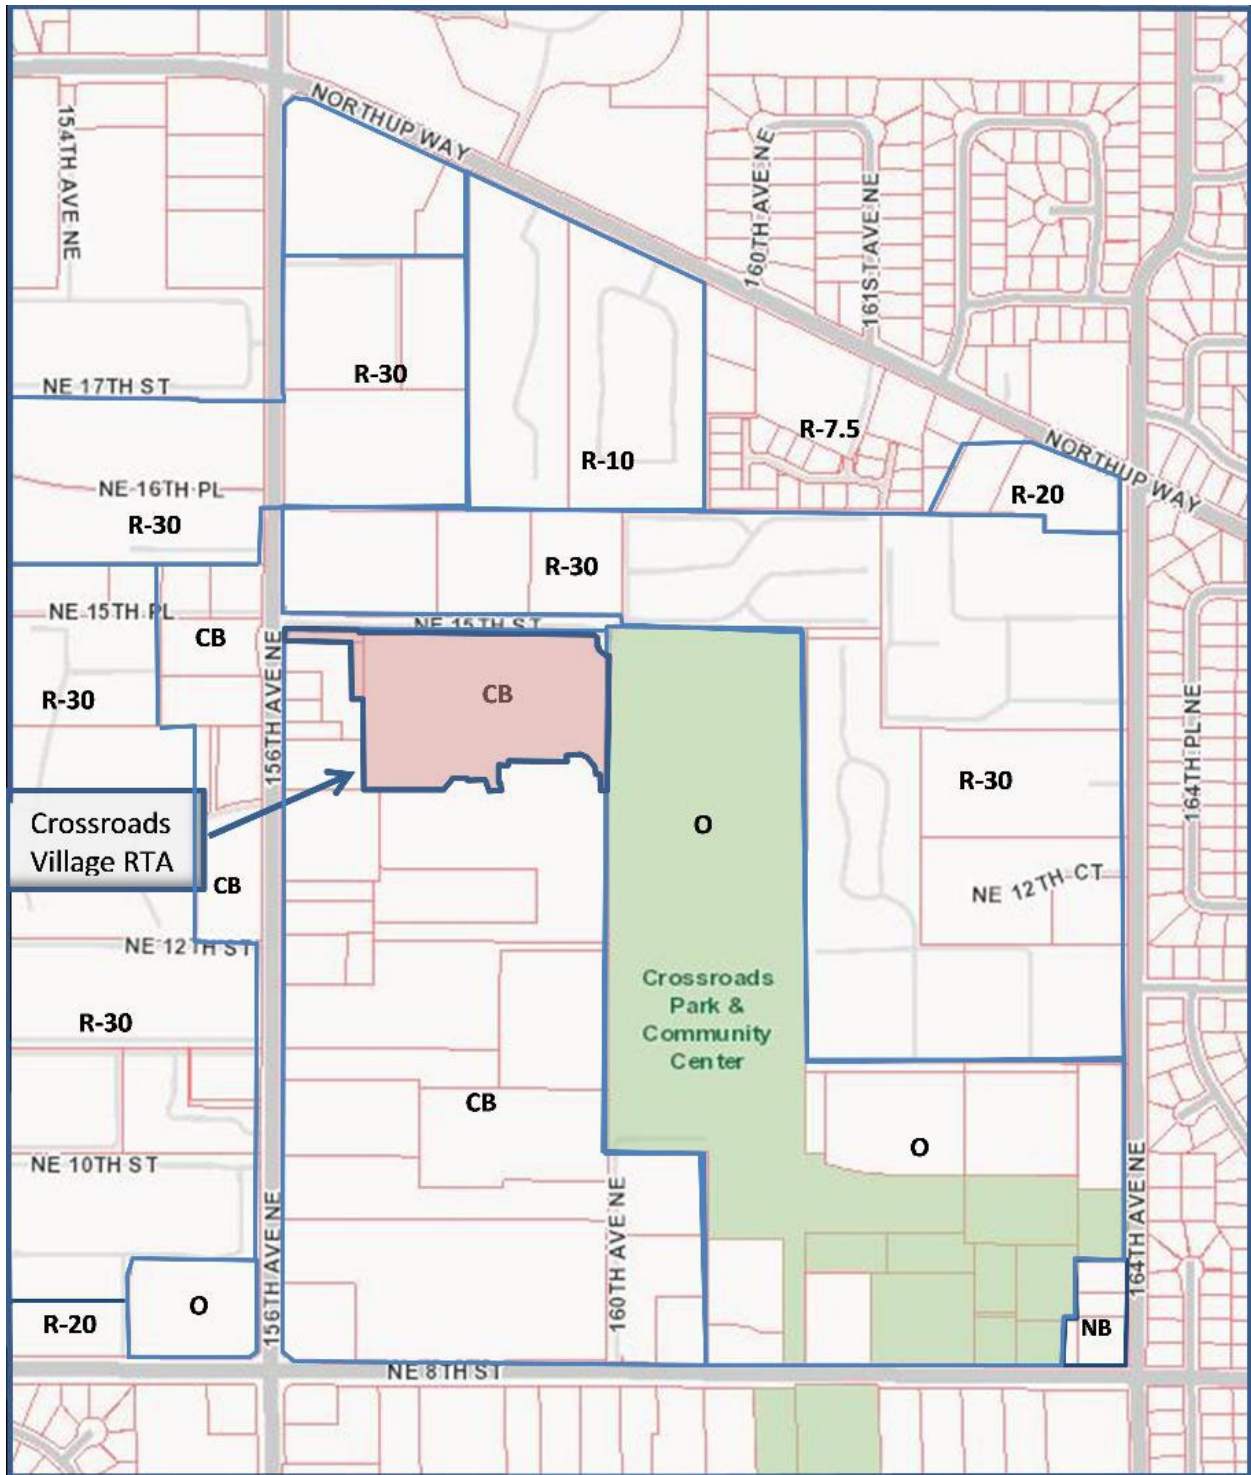 NORTHUP WAY
154TH AVE NE
160TH AVE NE
161ST AVE NE
NE 17TH ST
R-30
R-7.5
R-10
NORTHUP WAY
NE 16TH PL
R-20
R-30
R-30
NE 15TH PL
NE 15TH ST
CB
156TH AVE NE
CB
R-30
164TH PL NE
R-30
Crossroads
Village RTA
O
CB
NE 12TH CT
NE 12TH ST
Crossroads
Park &
Community
Center
R-30
CB
O
NE 10TH ST
156TH AVE NE
160TH AVE NE
164TH AVE NE
O
R-20
NB
NE 8TH ST